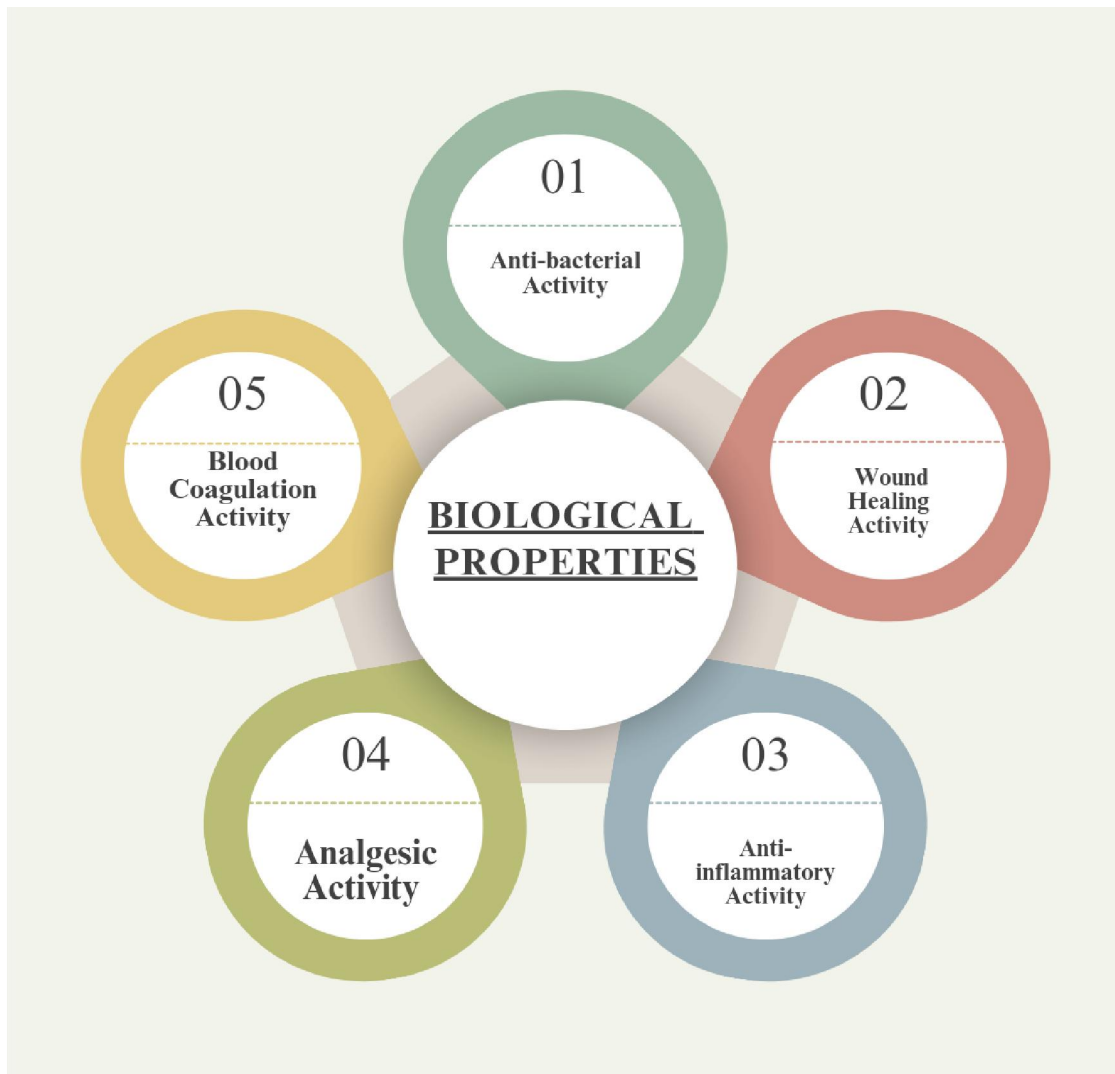 01
Anti-bacterial
Activity
02
Wound
Healing
Activity
03
Anti-
inflammatory
Activity
04
Analgesic
Activity
05
Blood
Coagulation
Activity
BIOLOGICAL
PROPERTIES